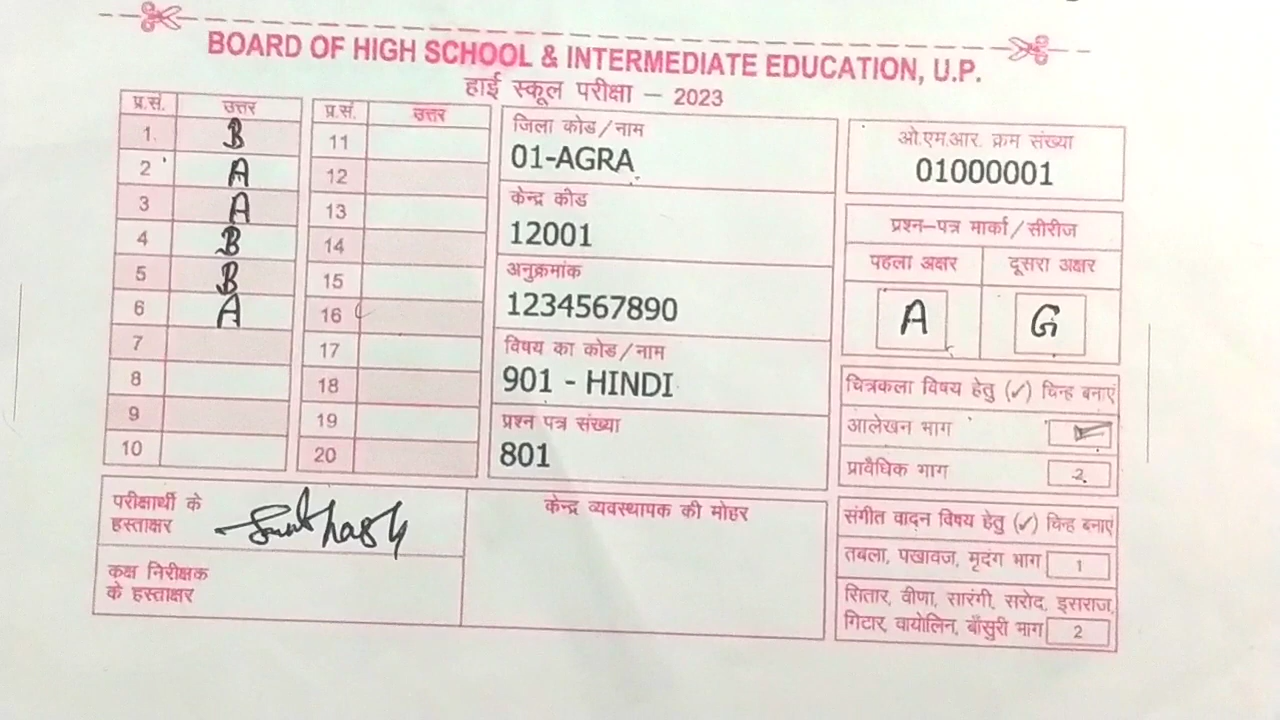 BOARD OF HIGH SCHOOL & INTERMEDIATE EDUCATION, U.P.
हाई स्कूल परीक्षा – 2023
प्र.सं. उत्तर
1. B
2 A
3 A
4 B
5 B
6 A
7
8
9
10
प्र.सं. उत्तर
11
12
13
14
15
16
17
18
19
20
जिला कोड/नाम
01-AGRA
केन्द्र कोड
12001
अनुक्रमांक
1234567890
विषय का कोड/नाम
901 - HINDI
प्रश्न पत्र संख्या
801
ओ.एम.आर. क्रम संख्या
01000001
प्रश्न–पत्र मार्का/सीरीज
पहला अक्षर दूसरा अक्षर
A G
चित्रकला विषय हेतु (✓) चिन्ह बनाएं
आलेखन भाग
प्राविधिक भाग 2
संगीत वादन विषय हेतु (✓) चिन्ह बनाएं
तबला, पखावज, मृदंग भाग 1
सितार, वीणा, सारंगी, सरोद, इसराज,
गिटार, वायोलिन, बाँसुरी भाग 2
परीक्षार्थी के
हस्ताक्षर
कक्ष निरीक्षक
के हस्ताक्षर
केन्द्र व्यवस्थापक की मोहर